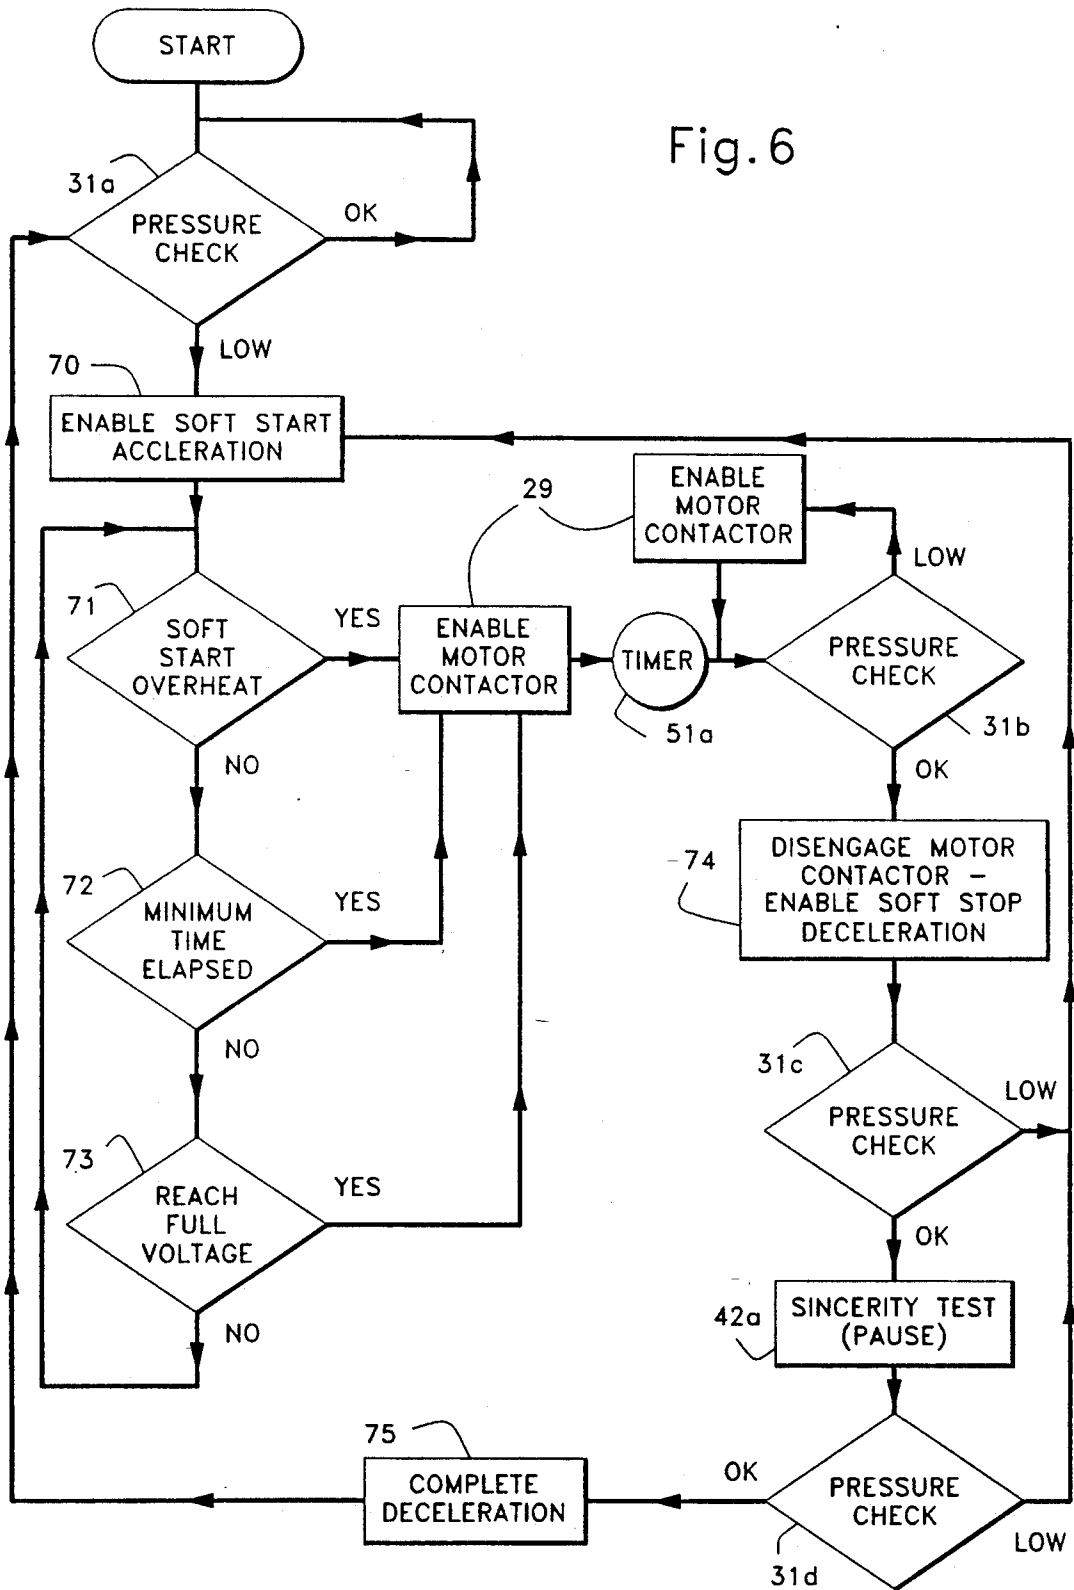 START
Fig. 6
31a
PRESSURE
CHECK
OK
LOW
70
ENABLE SOFT START
ACCLERATION
29
ENABLE
MOTOR
CONTACTOR
LOW
71
SOFT
START
OVERHEAT
YES
ENABLE
MOTOR
CONTACTOR
TIMER
51a
PRESSURE
CHECK
31b
NO
OK
72
MINIMUM
TIME
ELAPSED
YES
74
DISENGAGE MOTOR
CONTACTOR –
ENABLE SOFT STOP
DECELERATION
NO
31c
PRESSURE
CHECK
LOW
73
REACH
FULL
VOLTAGE
YES
OK
NO
42a
SINCERITY TEST
(PAUSE)
75
COMPLETE
DECELERATION
OK
PRESSURE
CHECK
LOW
31d